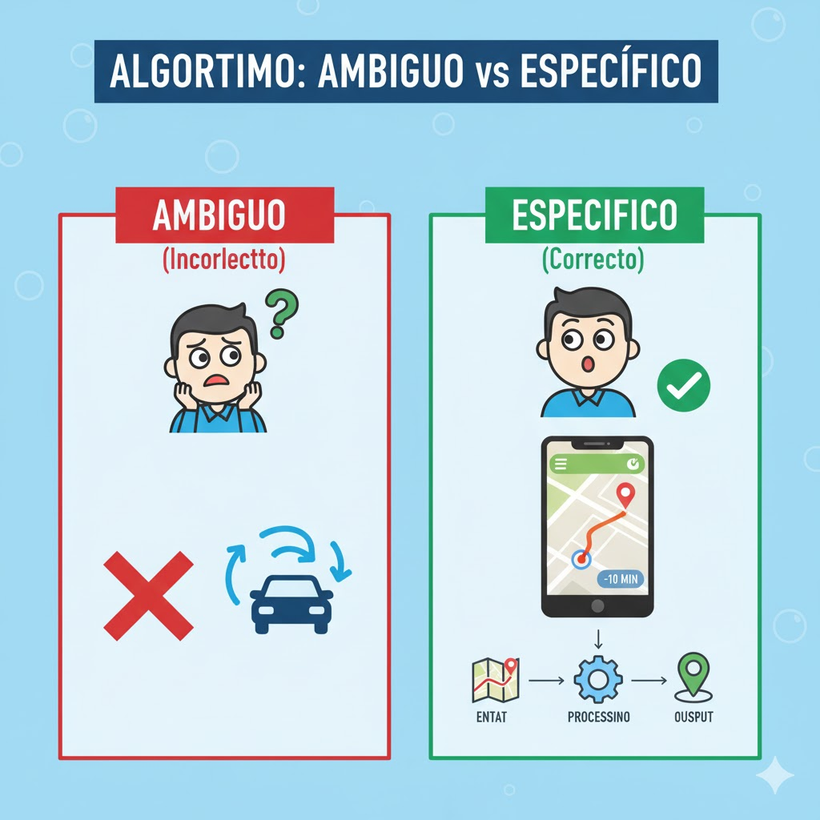 ALGORTIMO: AMBIGUO vs ESPECÍFICO
AMBIGUO
(Incorlectto)
ESPECIFICO
(Correcto)
-10 MIN
ENTAT
PROCESSINO
OUSPUT